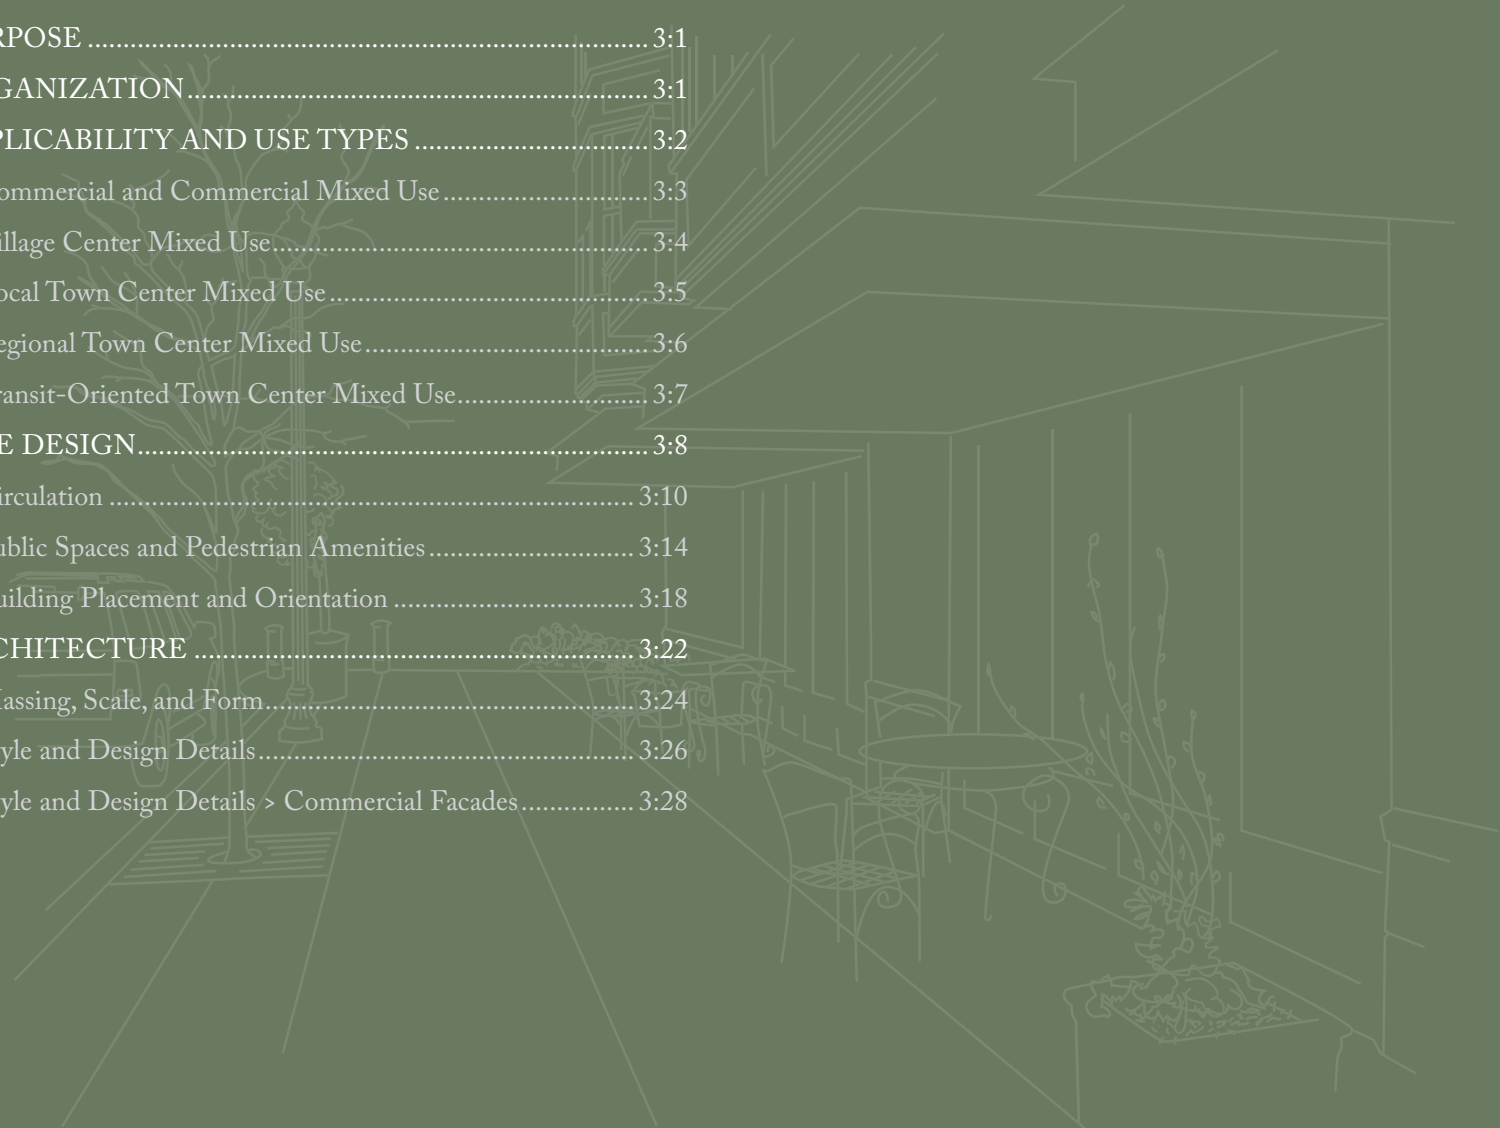 RPOSE ............................................................................... 3:1
GANIZATION ................................................................. 3:1
PLICABILITY AND USE TYPES ................................. 3:2
ommercial and Commercial Mixed Use ............................. 3:3
illage Center Mixed Use ..................................................... 3:4
ocal Town Center Mixed Use ............................................. 3:5
egional Town Center Mixed Use ........................................ 3:6
ransit-Oriented Town Center Mixed Use ........................... 3:7
E DESIGN ........................................................................ 3:8
irculation .......................................................................... 3:10
ublic Spaces and Pedestrian Amenities ............................. 3:14
uilding Placement and Orientation .................................. 3:18
CHITECTURE .............................................................. 3:22
assing, Scale, and Form .................................................... 3:24
yle and Design Details ..................................................... 3:26
yle and Design Details > Commercial Facades ................ 3:28